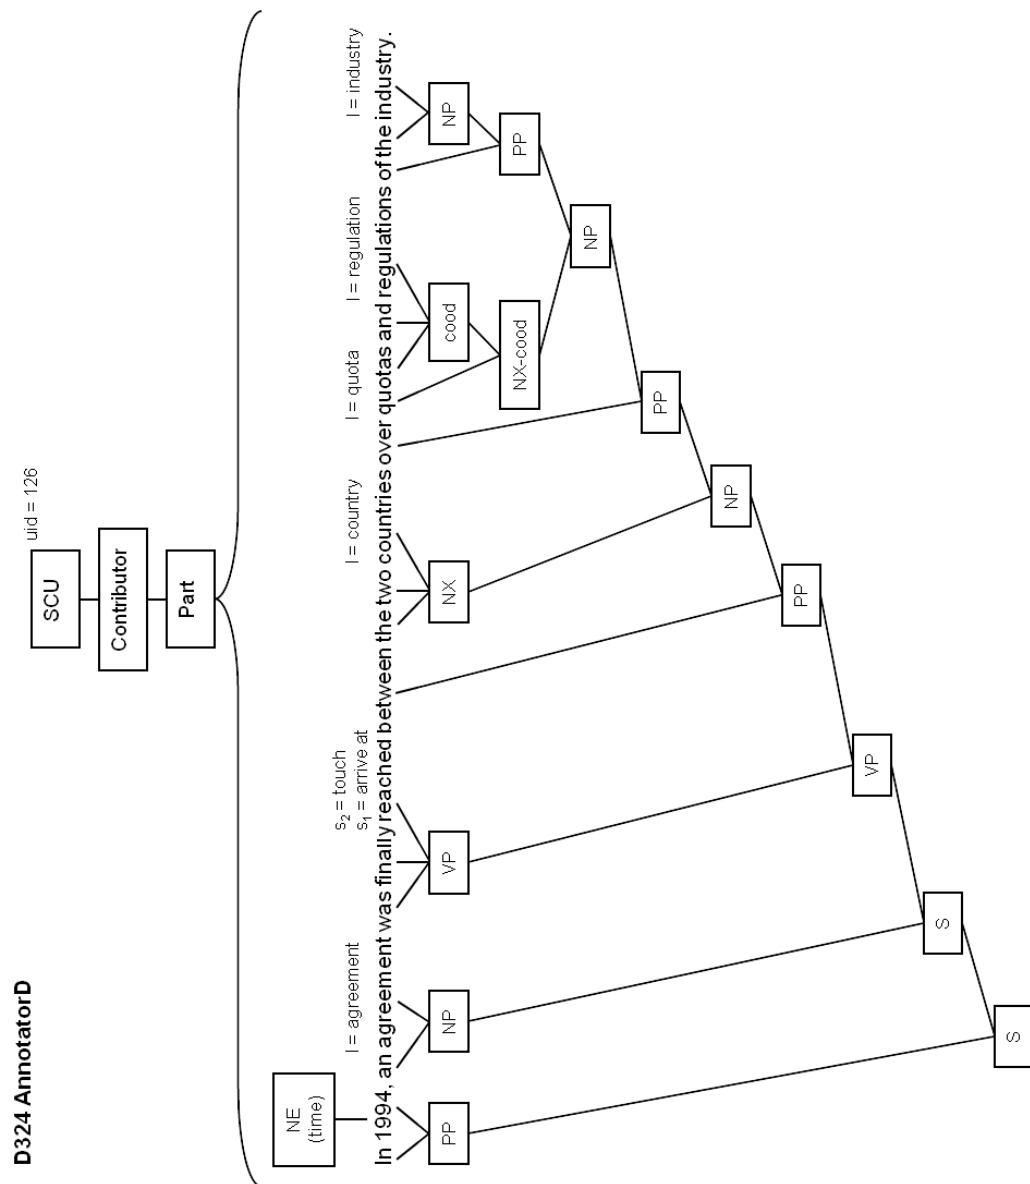 D324 AnnotatorD
SCU
uid = 126
Contributor
Part
NE
(time)
l = agreement
s2 = touch
s1 = arrive at
l = country
l = quota
l = regulation
l = industry
In 1994, an agreement was finally reached between the two countries over quotas and regulations of the industry.
PP
NP
VP
NX
cood
NP
NX-cood
PP
NP
PP
NP
PP
VP
S
S